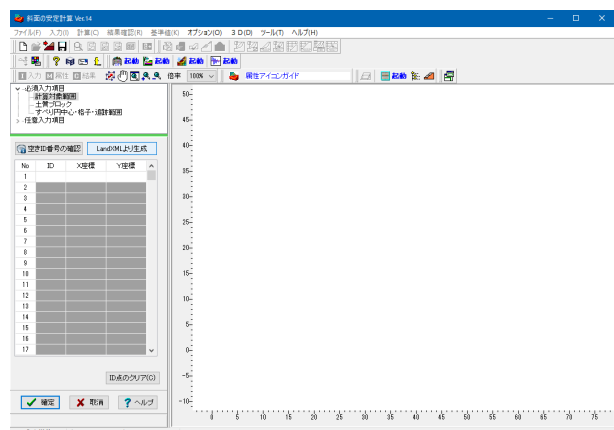 斜面の安定計算 Ver.14
ファイル(F) 入力(I) 計算(C) 結果確認(R) 基準値(K) オプション(O) 3D(D) ツール(T) ヘルプ(H)
起動 起動 起動 起動
入力 属性 結果 倍率 100% 属性アイコンガイド 起動
必須入力項目
計算対象範囲
土質ブロック
すべり円中心・格子・追跡範囲
任意入力項目
空きID番号の確認 LandXMLより生成
No ID X座標 Y座標
1
2
3
4
5
6
7
8
9
10
11
12
13
14
15
16
17
ID点のクリア(C)
確定 取消 ヘルプ
50
45
40
35
30
25
20
15
10
5
0
-5
-10
0 5 10 15 20 25 30 35 40 45 50 55 60 65 70 75